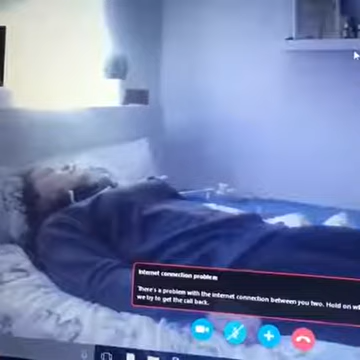 Internet connection problem
There's a problem with the internet connection between you two. Hold on
we try to get the call back.